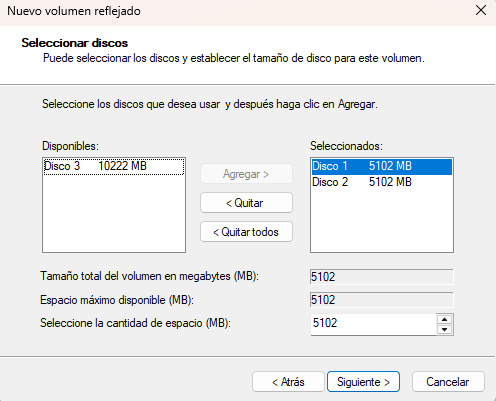 Nuevo volumen reflejado
Seleccionar discos
Puede seleccionar los discos y establecer el tamaño de disco para este volumen.
Seleccione los discos que desea usar y después haga clic en Agregar.
Disponibles:
Seleccionados:
Disco 3 10222 MB
Agregar >
Disco 1 5102 MB
Disco 2 5102 MB
< Quitar
< Quitar todos
Tamaño total del volumen en megabytes (MB): 5102
Espacio máximo disponible (MB): 5102
Seleccione la cantidad de espacio (MB): 5102
< Atrás Siguiente > Cancelar